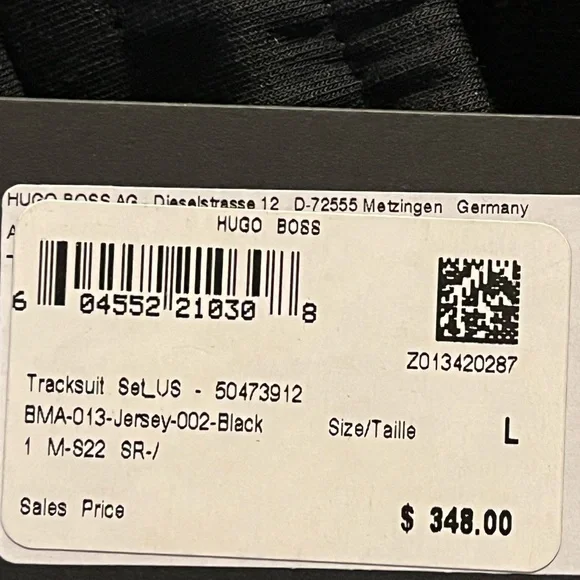 HUGO BOSS AG Dieselstrasse 12 D-72555 Metzingen Germany
A
HUGO BOSS
6 04552 21030 8
Z013420287
Tracksuit Set_US - 50473912
BMA-013-Jersey-002-Black
Size/Taille L
1 M-S22 SR-/
Sales Price $ 348.00